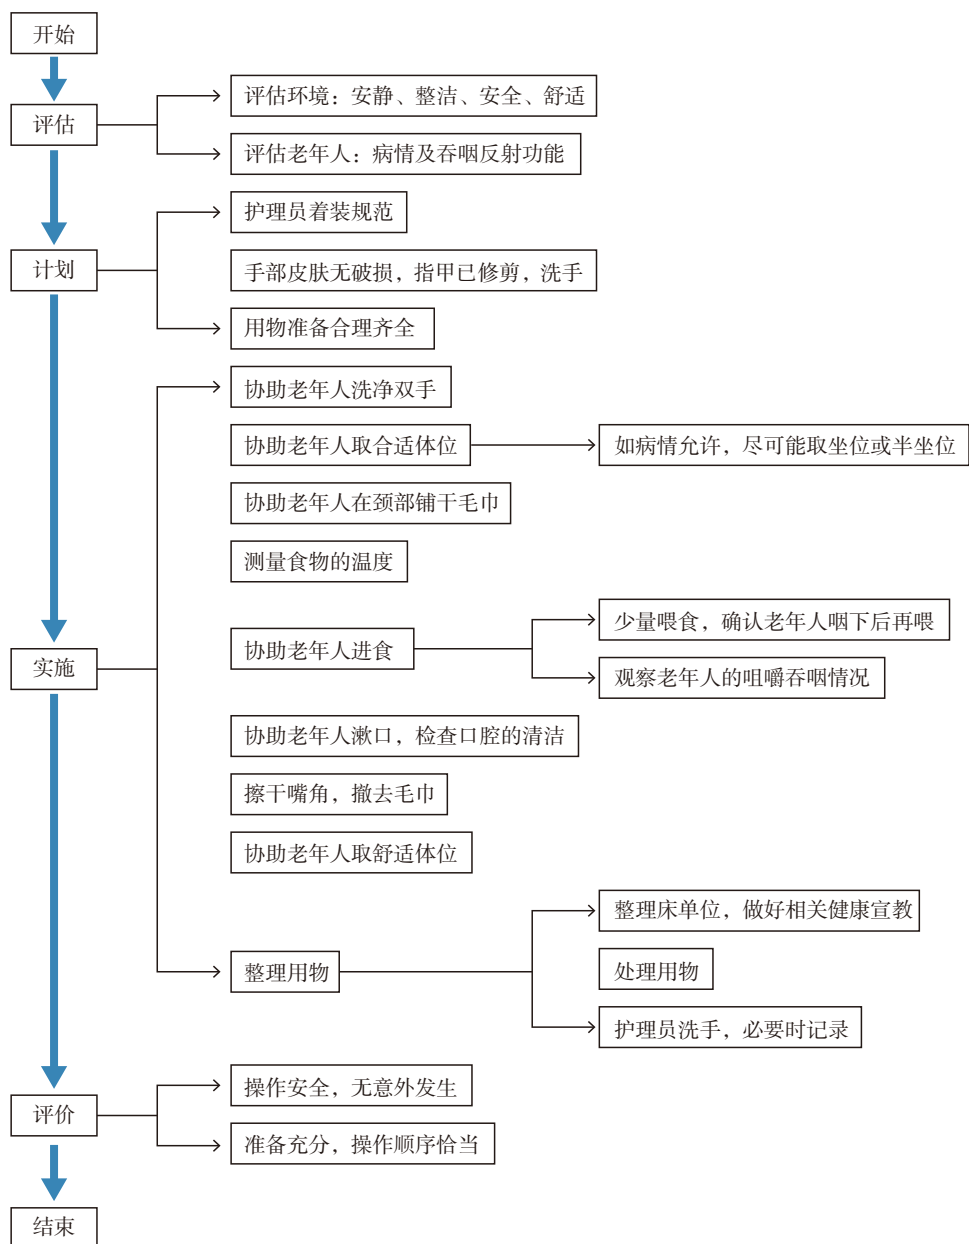 开始
评估
评估环境：安静、整洁、安全、舒适
评估老年人：病情及吞咽反射功能
计划
护理员着装规范
手部皮肤无破损，指甲已修剪，洗手
用物准备合理齐全
实施
协助老年人洗净双手
协助老年人取合适体位
如病情允许，尽可能取坐位或半坐位
协助老年人在颈部铺干毛巾
测量食物的温度
协助老年人进食
少量喂食，确认老年人咽下后再喂
观察老年人的咀嚼吞咽情况
协助老年人漱口，检查口腔的清洁
擦干嘴角，撤去毛巾
协助老年人取舒适体位
整理用物
整理床单位，做好相关健康宣教
处理用物
护理员洗手，必要时记录
评价
操作安全，无意外发生
准备充分，操作顺序恰当
结束